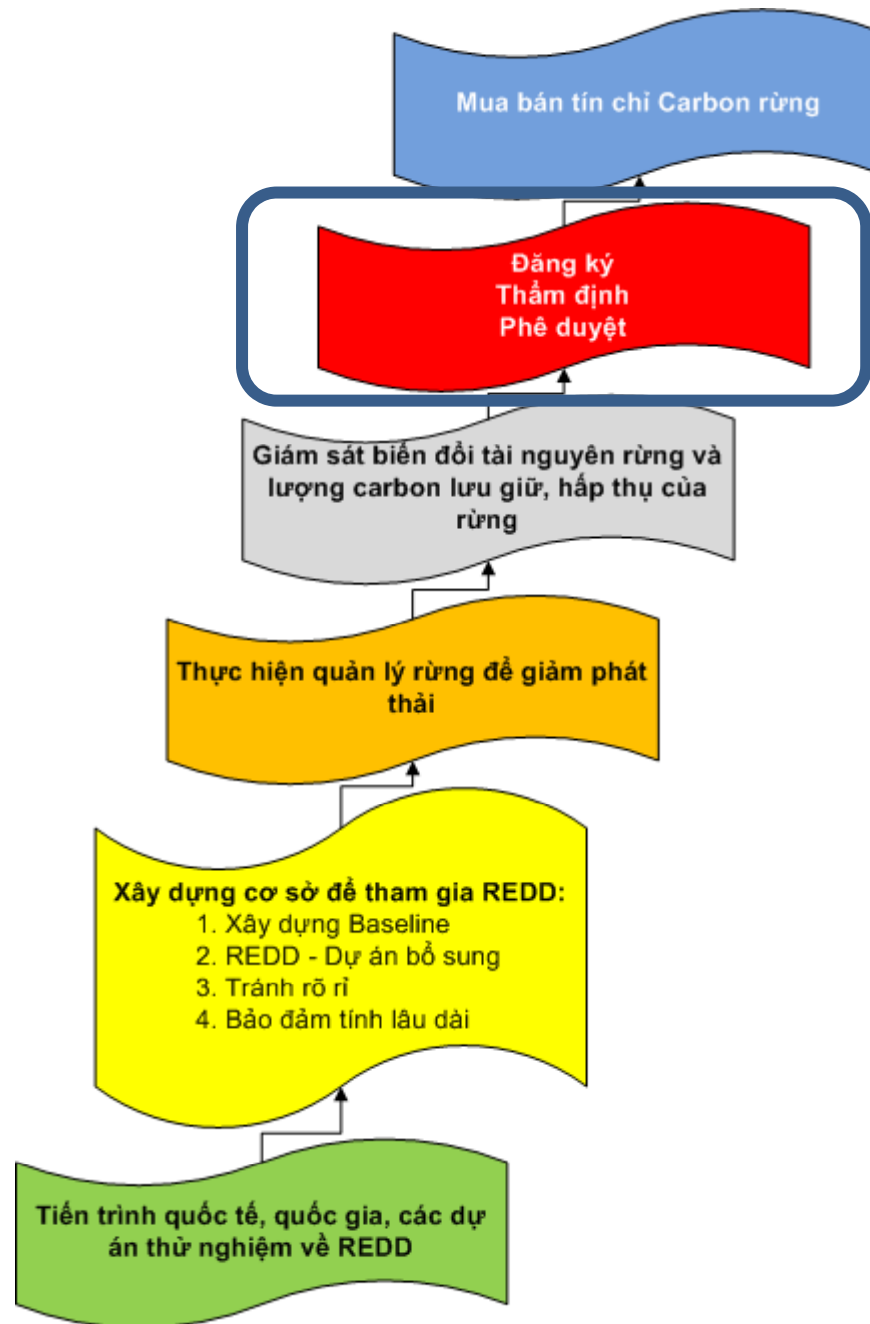 Mua bán tín chỉ Carbon rừng
Đăng ký
Thẩm định
Phê duyệt
Giám sát biến đổi tài nguyên rừng và
lượng carbon lưu giữ, hấp thụ của
rừng
Thực hiện quản lý rừng để giảm phát
thải
Xây dựng cơ sở để tham gia REDD:
1. Xây dựng Baseline
2. REDD - Dự án bổ sung
3. Tránh rõ rỉ
4. Bảo đảm tính lâu dài
Tiến trình quốc tế, quốc gia, các dự
án thử nghiệm về REDD